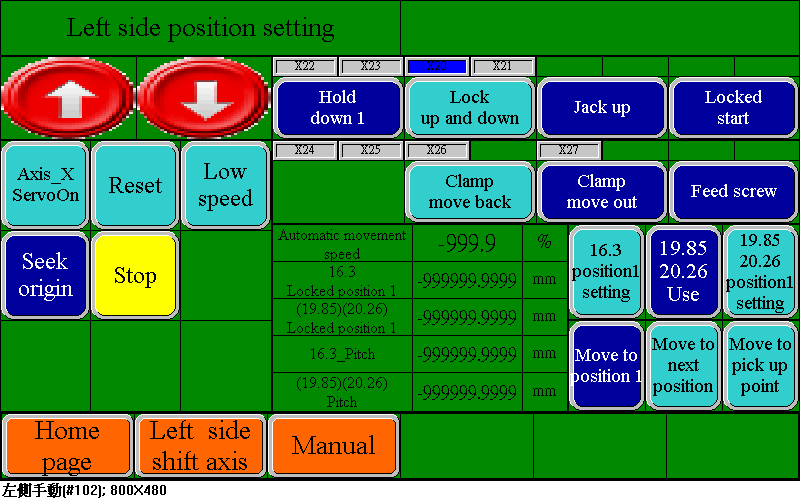 Left side position setting
X22 X23 X20 X21
Hold
down 1
Lock
up and down
Jack up
Locked
start
X24 X25 X26 X27
Axis_X
ServoOn
Reset
Low
speed
Clamp
move back
Clamp
move out
Feed screw
Seek
origin
Stop
Automatic movement
speed
-999.9 %
16.3
Locked position 1
-999999.9999 mm
(19.85)(20.26)
Locked position 1
-999999.9999 mm
16.3_Pitch -999999.9999 mm
(19.85)(20.26)
Pitch
-999999.9999 mm
16.3
position1
setting
19.85
20.26
Use
19.85
20.26
position1
setting
Move to
position 1
Move to
next
position
Move to
pick up
point
Home
page
Left side
shift axis
Manual
左側手動(#102); 800X480